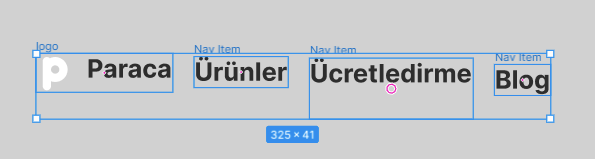 logo
Nav Item
Nav Item
Nav Item
p Paraca
Ürünler
Ücretledirme
Blog
325 × 41